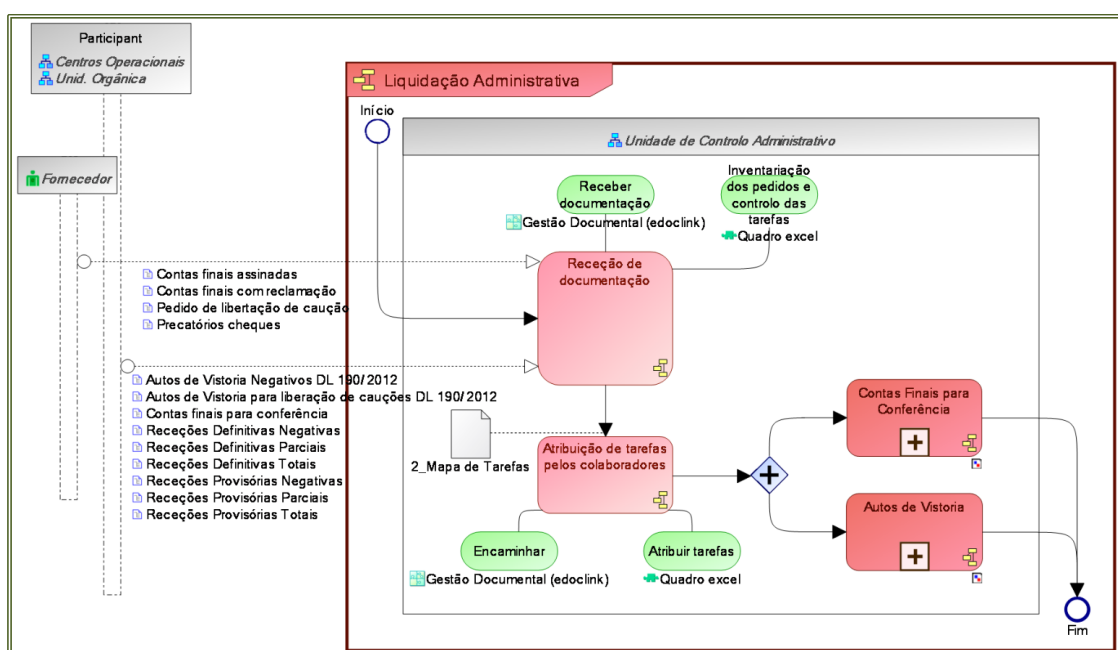 Participant
Centros Operacionais
Unid. Orgânica
Fornecedor
Liquidação Administrativa
Início
Unidade de Controlo Administrativo
Receber
documentação
Gestão Documental (edoclink)
Inventariação
dos pedidos e
controlo das
tarefas
Quadro excel
Receção de
documentação
Contas finais assinadas
Contas finais com reclamação
Pedido de libertação de caução
Precatórios cheques
Autos de Vistoria Negativos DL 190/2012
Autos de Vistoria para liberação de cauções DL 190/2012
Contas finais para conferência
Receções Definitivas Negativas
Receções Definitivas Parciais
Receções Definitivas Totais
Receções Provisórias Negativas
Receções Provisórias Parciais
Receções Provisórias Totais
2_Mapa de Tarefas
Atribuição de tarefas
pelos colaboradores
Encaminhar
Gestão Documental (edoclink)
Atribuir tarefas
Quadro excel
Contas Finais para
Conferência
Autos de Vistoria
Fim